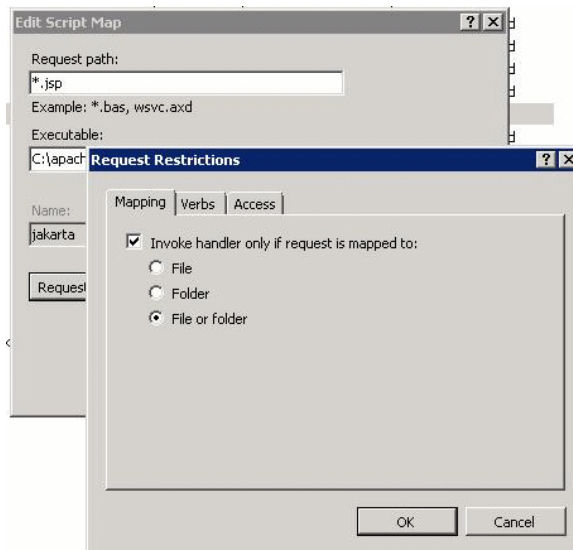 Edit Script Map
Request path:
*.jsp
Example: *.bas, wsvc.axd
Executable:
C:\apach
Name:
jakarta
Request Restrictions
Mapping
Verbs
Access
Invoke handler only if request is mapped to:
File
Folder
File or folder
OK
Cancel